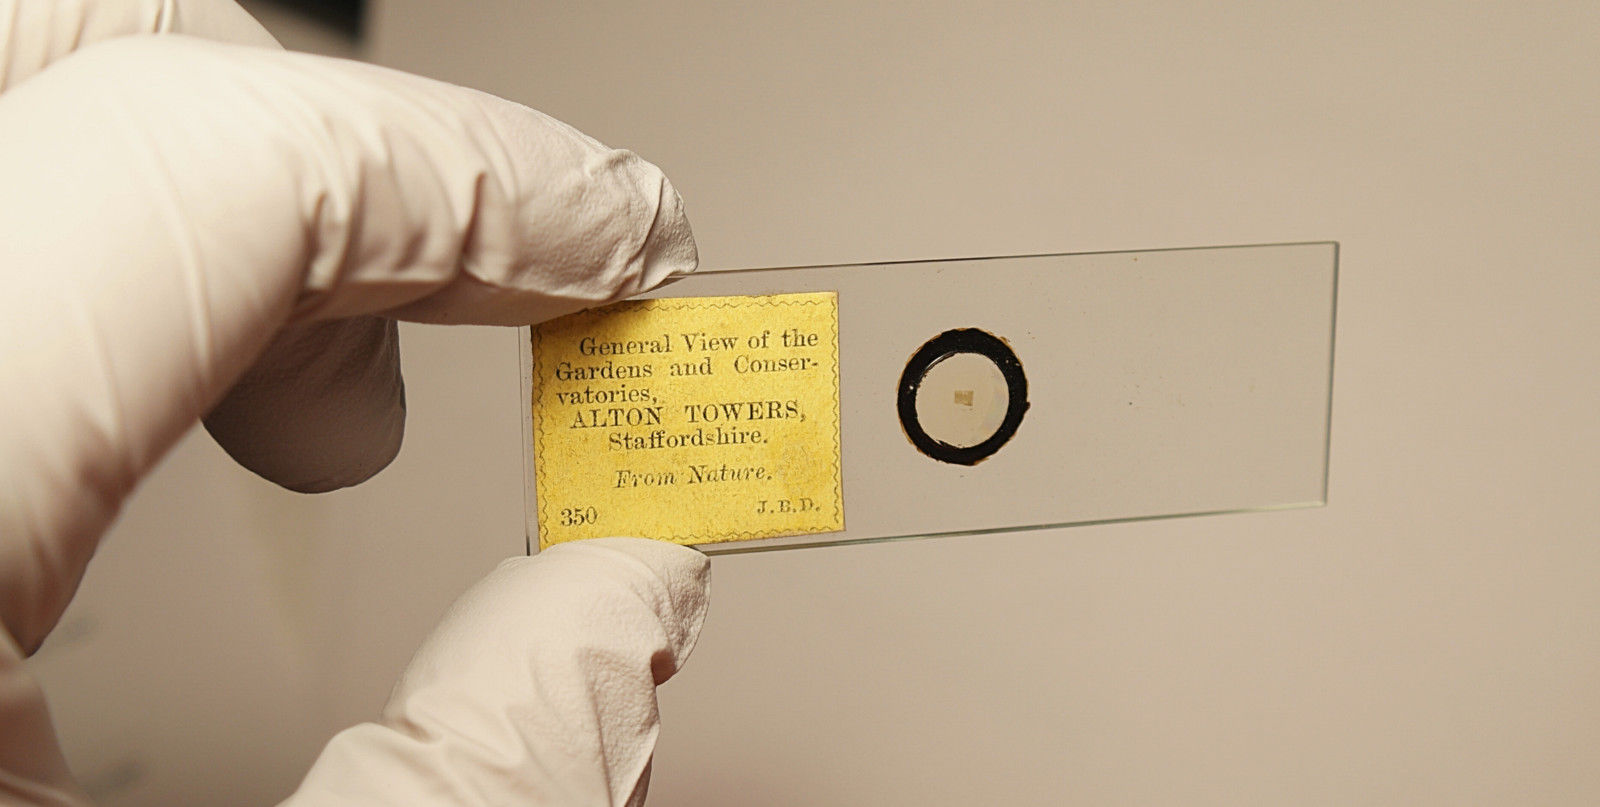 General View of the
Gardens and Conser-
vatories,
ALTON TOWERS,
Staffordshire.
From Nature.
350 J.B.D.